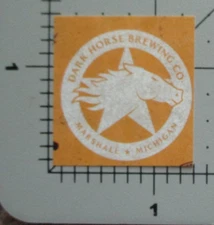 DARK HORSE BREWING CO.
MARSHALL ★ MICHIGAN
1
1